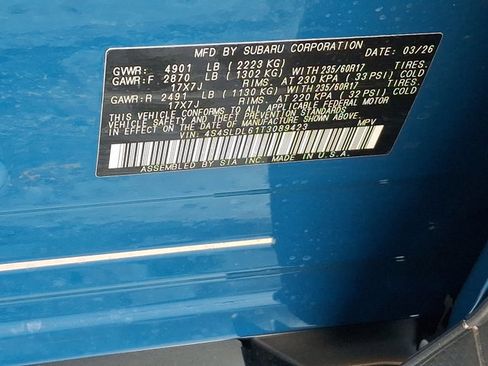 MFD BY SUBARU CORPORATION DATE: 03/26
GVWR: 4901 LB (2223 KG)
GAWR: F. 2870 LB (1302 KG) WITH 235/60R17 TIRES.
17X7J RIMS. AT 230 KPA (33 PSI) COLD
GAWR: R 2491 LB (1130 KG) WITH 235/60R17 TIRES.
17X7J RIMS. AT 220 KPA (32 PSI) COLD
THIS VEHICLE CONFORMS TO ALL APPLICABLE FEDERAL MOTOR
VEHICLE SAFETY, BUMPER, AND THEFT PREVENTION STANDARDS
IN EFFECT ON THE DATE OF MANUFACTURE SHOWN ABOVE.
VIN: 4S4SLDL61T3089423 MPV
ASSEMBLED BY SIA INC. MADE IN U.S.A.